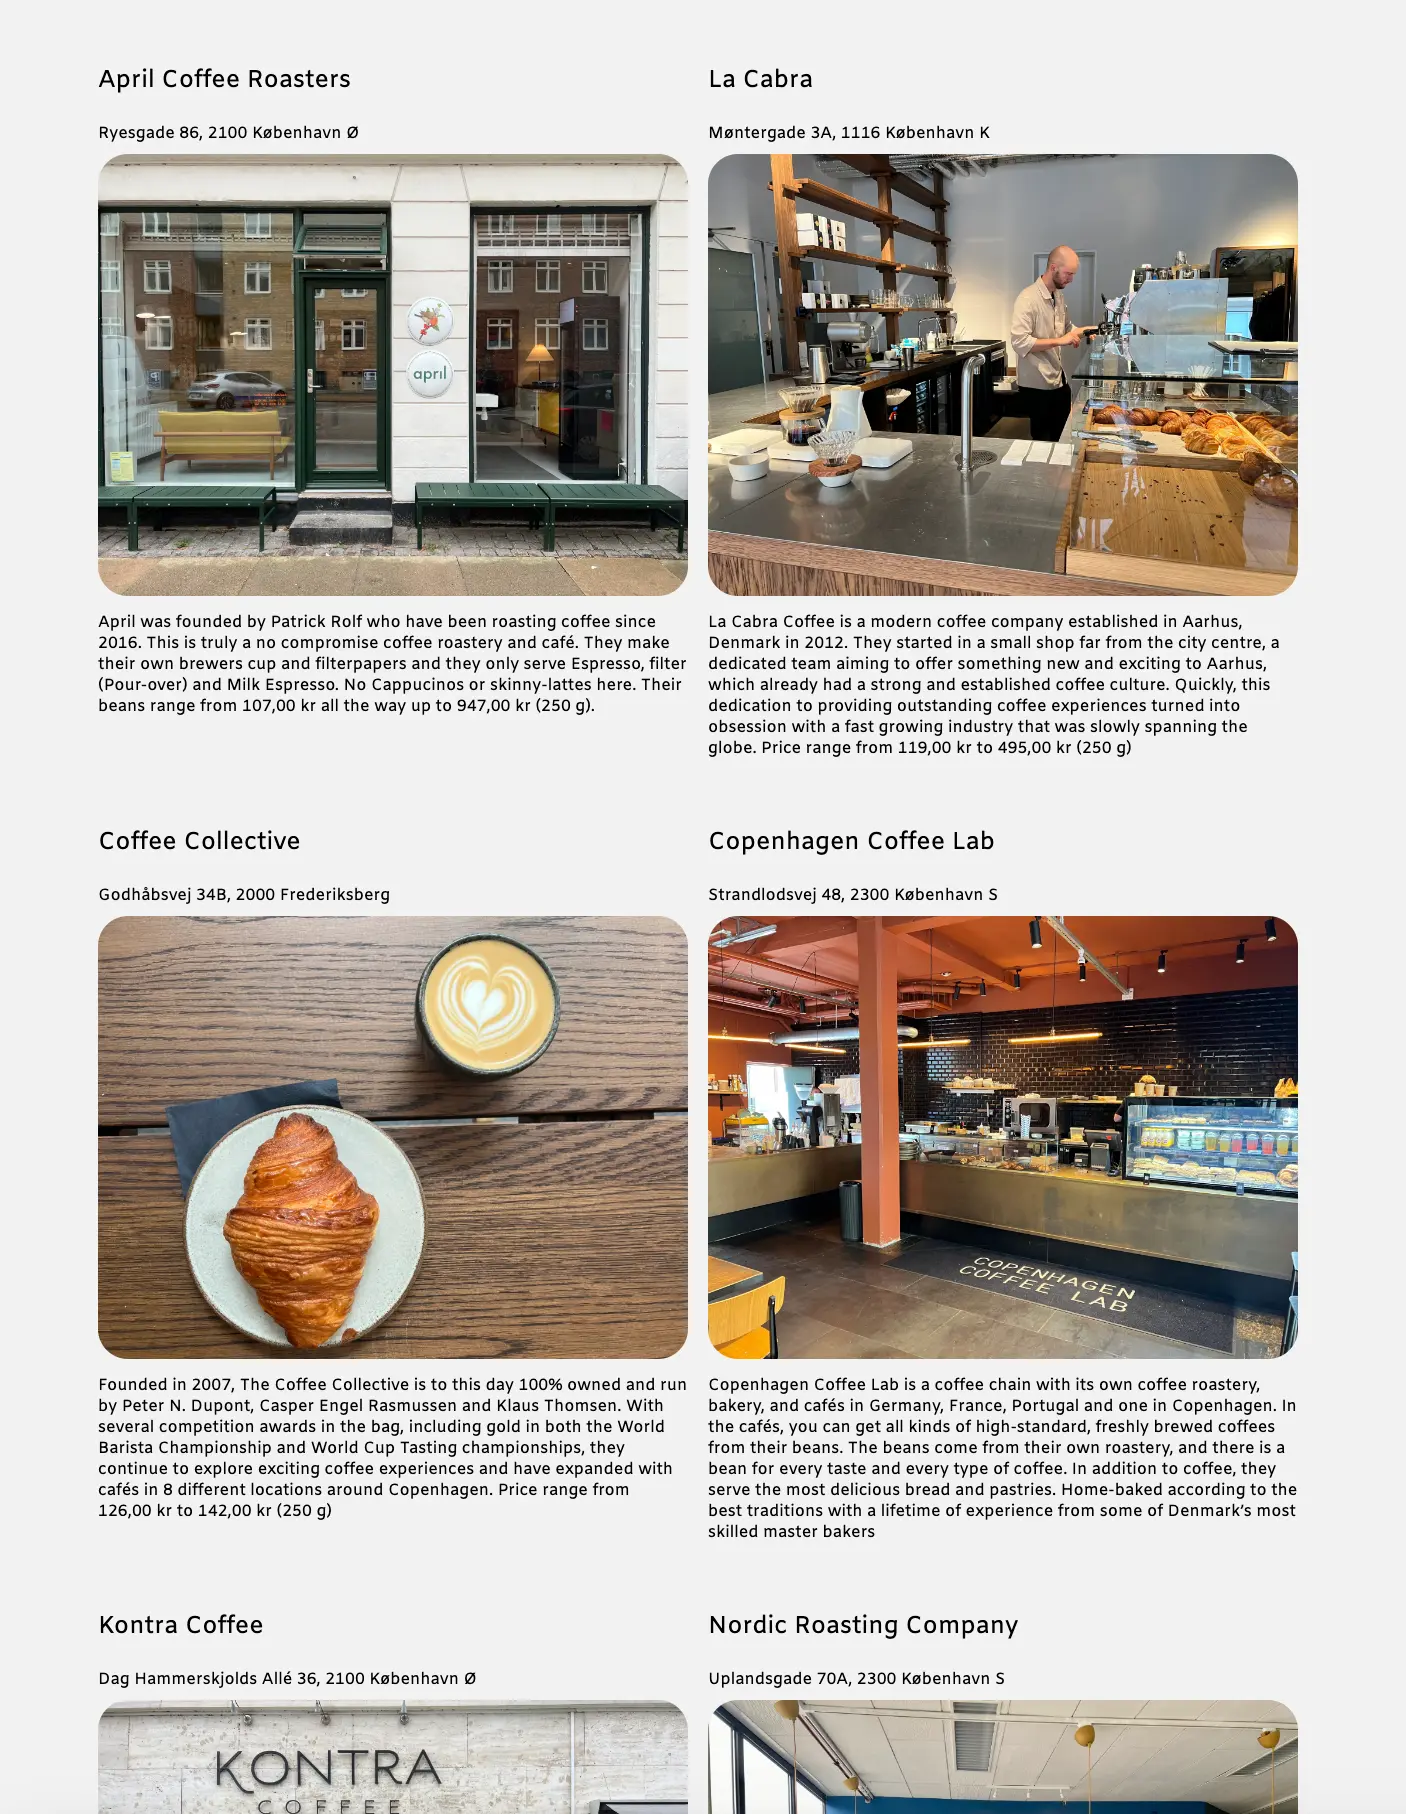 April Coffee Roasters
Ryesgade 86, 2100 København Ø
april
April was founded by Patrick Rolf who have been roasting coffee since
2016. This is truly a no compromise coffee roastery and café. They make
their own brewers cup and filterpapers and they only serve Espresso, filter
(Pour-over) and Milk Espresso. No Cappucinos or skinny-lattes here. Their
beans range from 107,00 kr all the way up to 947,00 kr (250 g).
La Cabra
Møntergade 3A, 1116 København K
La Cabra Coffee is a modern coffee company established in Aarhus,
Denmark in 2012. They started in a small shop far from the city centre, a
dedicated team aiming to offer something new and exciting to Aarhus,
which already had a strong and established coffee culture. Quickly, this
dedication to providing outstanding coffee experiences turned into
obsession with a fast growing industry that was slowly spanning the
globe. Price range from 119,00 kr to 495,00 kr (250 g)
Coffee Collective
Godhåbsvej 34B, 2000 Frederiksberg
Founded in 2007, The Coffee Collective is to this day 100% owned and run
by Peter N. Dupont, Casper Engel Rasmussen and Klaus Thomsen. With
several competition awards in the bag, including gold in both the World
Barista Championship and World Cup Tasting championships, they
continue to explore exciting coffee experiences and have expanded with
cafés in 8 different locations around Copenhagen. Price range from
126,00 kr to 142,00 kr (250 g)
Copenhagen Coffee Lab
Strandlodsvej 48, 2300 København S
COPENHAGEN
COFFEE LAB
Copenhagen Coffee Lab is a coffee chain with its own coffee roastery,
bakery, and cafés in Germany, France, Portugal and one in Copenhagen. In
the cafés, you can get all kinds of high-standard, freshly brewed coffees
from their beans. The beans come from their own roastery, and there is a
bean for every taste and every type of coffee. In addition to coffee, they
serve the most delicious bread and pastries. Home-baked according to the
best traditions with a lifetime of experience from some of Denmark’s most
skilled master bakers
Kontra Coffee
Dag Hammerskjolds Allé 36, 2100 København Ø
KONTRA
COFFEE
Nordic Roasting Company
Uplandsgade 70A, 2300 København S